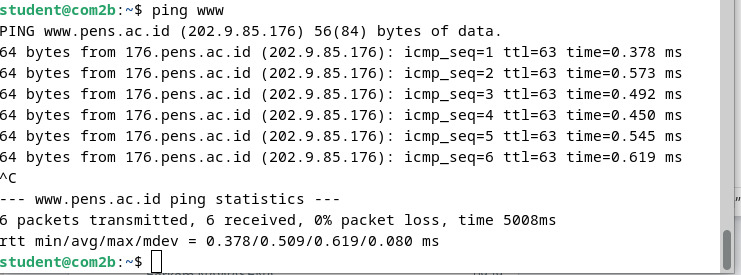 student@com2b:~$ ping www
PING www.pens.ac.id (202.9.85.176) 56(84) bytes of data.
64 bytes from 176.pens.ac.id (202.9.85.176): icmp_seq=1 ttl=63 time=0.378 ms
64 bytes from 176.pens.ac.id (202.9.85.176): icmp_seq=2 ttl=63 time=0.573 ms
64 bytes from 176.pens.ac.id (202.9.85.176): icmp_seq=3 ttl=63 time=0.492 ms
64 bytes from 176.pens.ac.id (202.9.85.176): icmp_seq=4 ttl=63 time=0.450 ms
64 bytes from 176.pens.ac.id (202.9.85.176): icmp_seq=5 ttl=63 time=0.545 ms
64 bytes from 176.pens.ac.id (202.9.85.176): icmp_seq=6 ttl=63 time=0.619 ms
^C
--- www.pens.ac.id ping statistics ---
6 packets transmitted, 6 received, 0% packet loss, time 5008ms
rtt min/avg/max/mdev = 0.378/0.509/0.619/0.080 ms
student@com2b:~$